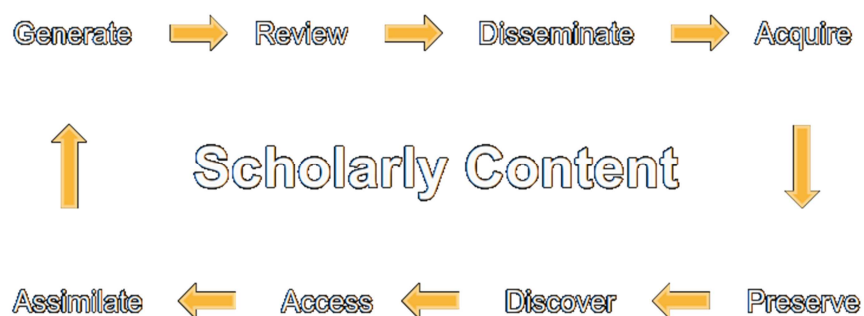 Generate Review Disseminate Acquire
Scholarly Content
Assimilate Access Discover Preserve